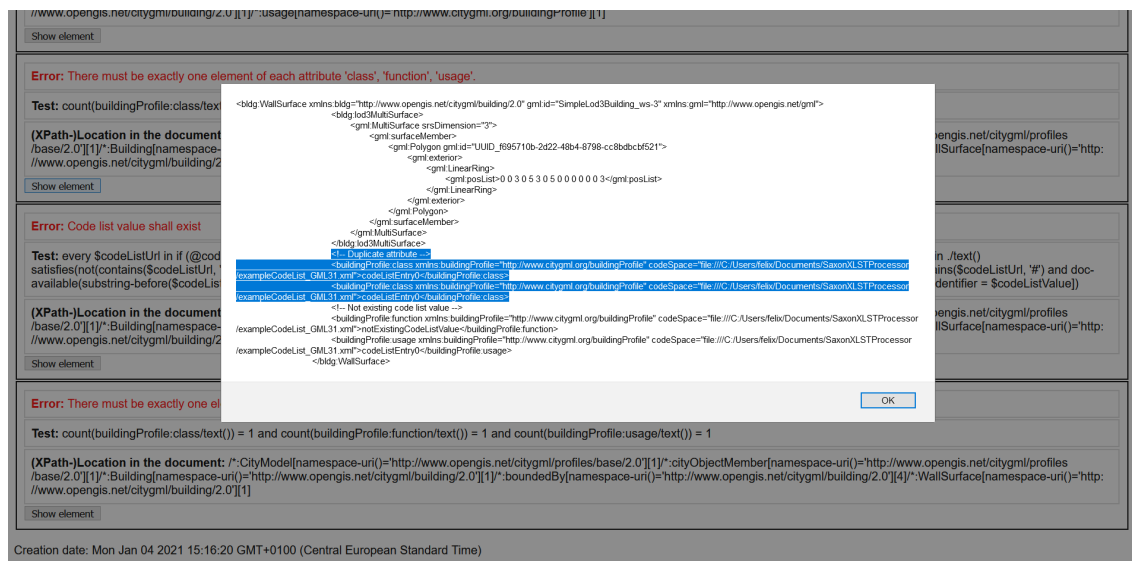 //www.opengis.net/citygml/building/2.0'][1]/*:usage[namespace-uri()='http://www.citygml.org/buildingProfile'][1]
Show element
Error: There must be exactly one element of each attribute 'class', 'function', 'usage'.
Test: count(buildingProfile:class/text
(XPath-)Location in the document
/base/2.0'][1]/*:Building[namespace-
//www.opengis.net/citygml/building/2
pengis.net/citygml/profiles
llSurface[namespace-uri()='http:
Show element
Error: Code list value shall exist
Test: every $codeListUrl in if (@cod
satisfies(not(contains($codeListUrl, '
available(substring-before($codeLis
in ./text()
ins($codeListUrl, '#') and doc-
dentifier = $codeListValue])
(XPath-)Location in the document
/base/2.0'][1]/*:Building[namespace-
//www.opengis.net/citygml/building/2
pengis.net/citygml/profiles
llSurface[namespace-uri()='http:
Show element
Error: There must be exactly one el
Test: count(buildingProfile:class/text()) = 1 and count(buildingProfile:function/text()) = 1 and count(buildingProfile:usage/text()) = 1
(XPath-)Location in the document: /*:CityModel[namespace-uri()='http://www.opengis.net/citygml/profiles/base/2.0'][1]/*:cityObjectMember[namespace-uri()='http://www.opengis.net/citygml/profiles
/base/2.0'][1]/*:Building[namespace-uri()='http://www.opengis.net/citygml/building/2.0'][1]/*:boundedBy[namespace-uri()='http://www.opengis.net/citygml/building/2.0'][4]/*:WallSurface[namespace-uri()='http:
//www.opengis.net/citygml/building/2.0'][1]
Show element
Creation date: Mon Jan 04 2021 15:16:20 GMT+0100 (Central European Standard Time)
<bldg:WallSurface xmlns:bldg="http://www.opengis.net/citygml/building/2.0" gml:id="SimpleLod3Building_ws-3" xmlns:gml="http://www.opengis.net/gml">
<bldg:lod3MultiSurface>
<gml:MultiSurface srsDimension="3">
<gml:surfaceMember>
<gml:Polygon gml:id="UUID_f695710b-2d22-48b4-8798-cc8bdbcbf521">
<gml:exterior>
<gml:LinearRing>
<gml:posList>0 0 3 0 5 3 0 5 0 0 0 0 0 0 3</gml:posList>
</gml:LinearRing>
</gml:exterior>
</gml:Polygon>
</gml:surfaceMember>
</gml:MultiSurface>
</bldg:lod3MultiSurface>
<!-- Duplicate attribute -->
<buildingProfile:class xmlns:buildingProfile="http://www.citygml.org/buildingProfile" codeSpace="file:///C:/Users/felix/Documents/SaxonXLSTProcessor
/exampleCodeList_GML31.xml">codeListEntry0</buildingProfile:class>
<buildingProfile:class xmlns:buildingProfile="http://www.citygml.org/buildingProfile" codeSpace="file:///C:/Users/felix/Documents/SaxonXLSTProcessor
/exampleCodeList_GML31.xml">codeListEntry0</buildingProfile:class>
<!-- Not existing code list value -->
<buildingProfile:function xmlns:buildingProfile="http://www.citygml.org/buildingProfile" codeSpace="file:///C:/Users/felix/Documents/SaxonXLSTProcessor
/exampleCodeList_GML31.xml">notExistingCodeListValue</buildingProfile:function>
<buildingProfile:usage xmlns:buildingProfile="http://www.citygml.org/buildingProfile" codeSpace="file:///C:/Users/felix/Documents/SaxonXLSTProcessor
/exampleCodeList_GML31.xml">codeListEntry0</buildingProfile:usage>
</bldg:WallSurface>
OK